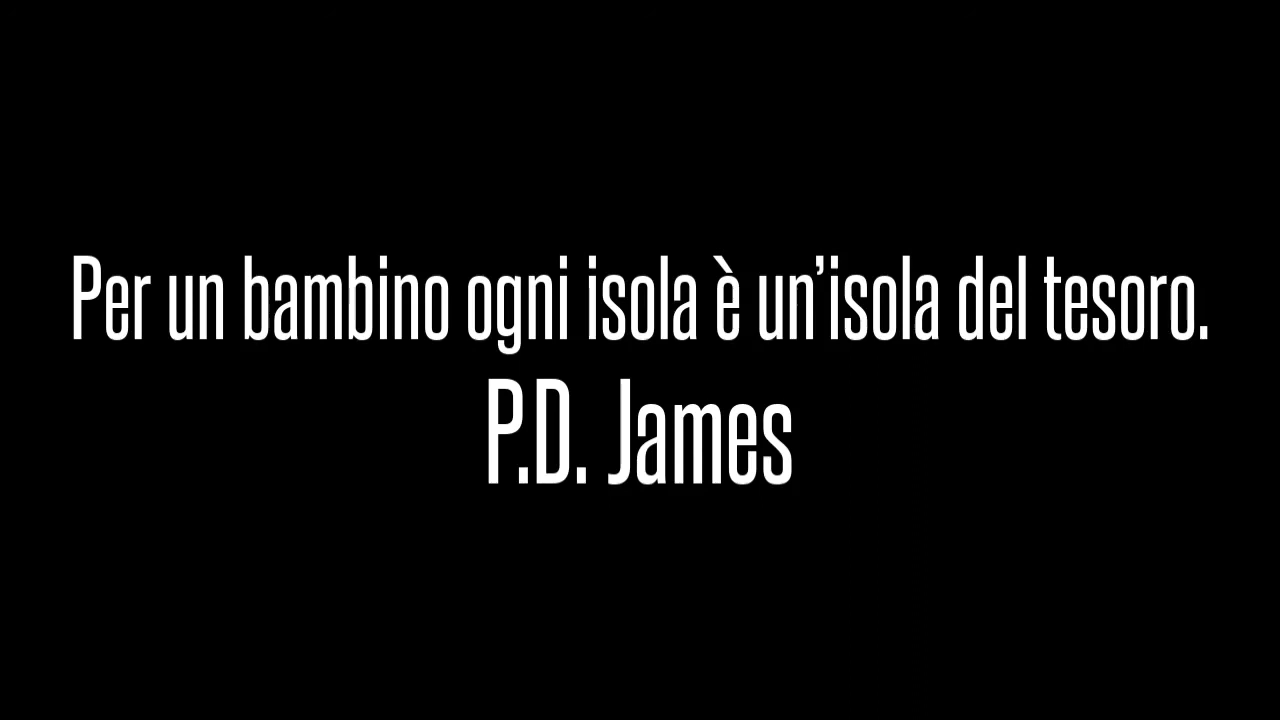 Per un bambino ogni isola è un’isola del tesoro.
P.D. James